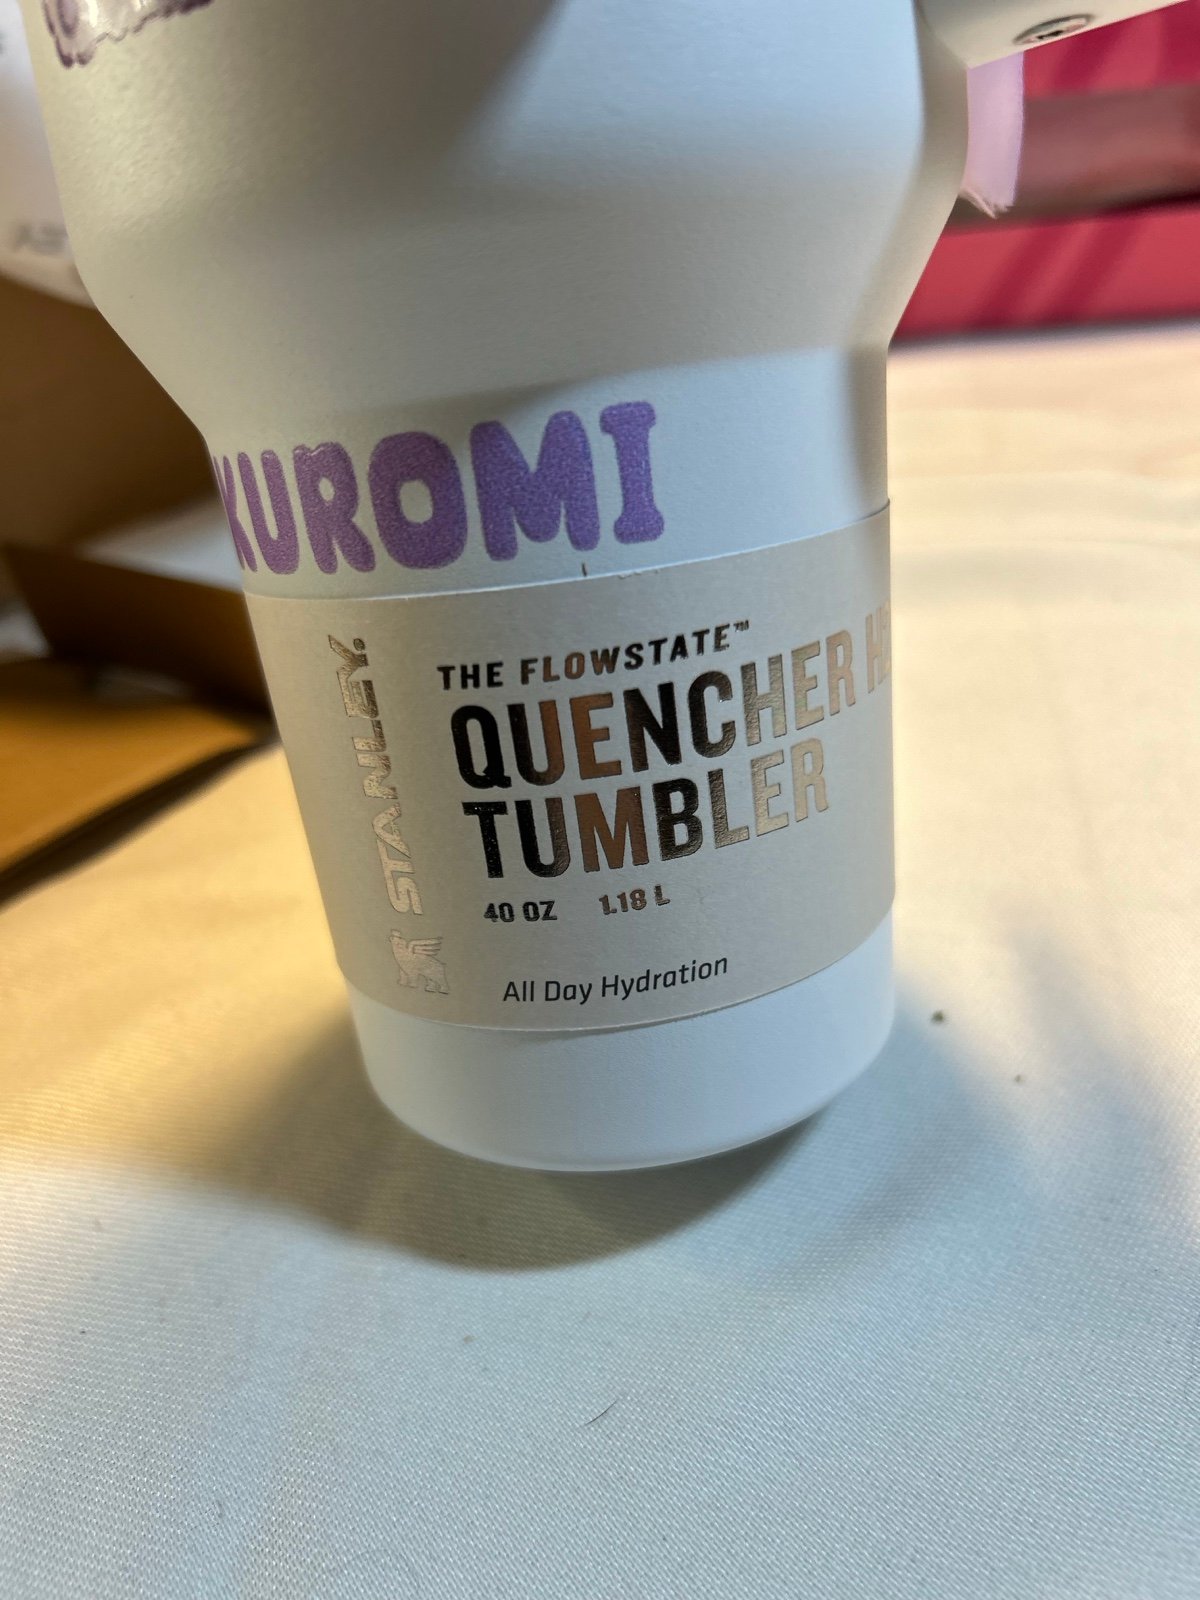 KUROMI
STANLEY.
THE FLOWSTATE™
QUENCHER
TUMBLER
40 OZ 1.18 L
All Day Hydration